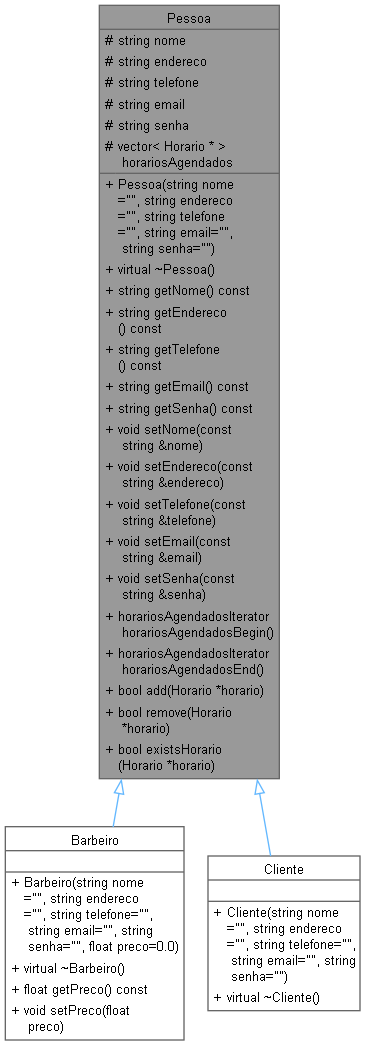 Pessoa
# string nome
# string endereco
# string telefone
# string email
# string senha
# vector< Horario * >
horariosAgendados
+ Pessoa(string nome
="", string endereco
="", string telefone
="", string email="",
string senha="")
+ virtual ~Pessoa()
+ string getNome() const
+ string getEndereco
() const
+ string getTelefone
() const
+ string getEmail() const
+ string getSenha() const
+ void setNome(const
string &nome)
+ void setEndereco(const
string &endereco)
+ void setTelefone(const
string &telefone)
+ void setEmail(const
string &email)
+ void setSenha(const
string &senha)
+ horariosAgendadosIterator
horariosAgendadosBegin()
+ horariosAgendadosIterator
horariosAgendadosEnd()
+ bool add(Horario *horario)
+ bool remove(Horario
*horario)
+ bool existsHorario
(Horario *horario)
Barbeiro
+ Barbeiro(string nome
="", string endereco
="", string telefone="",
string email="", string
senha="", float preco=0.0)
+ virtual ~Barbeiro()
+ float getPreco() const
+ void setPreco(float
preco)
Cliente
+ Cliente(string nome
="", string endereco
="", string telefone="",
string email="", string
senha="")
+ virtual ~Cliente()